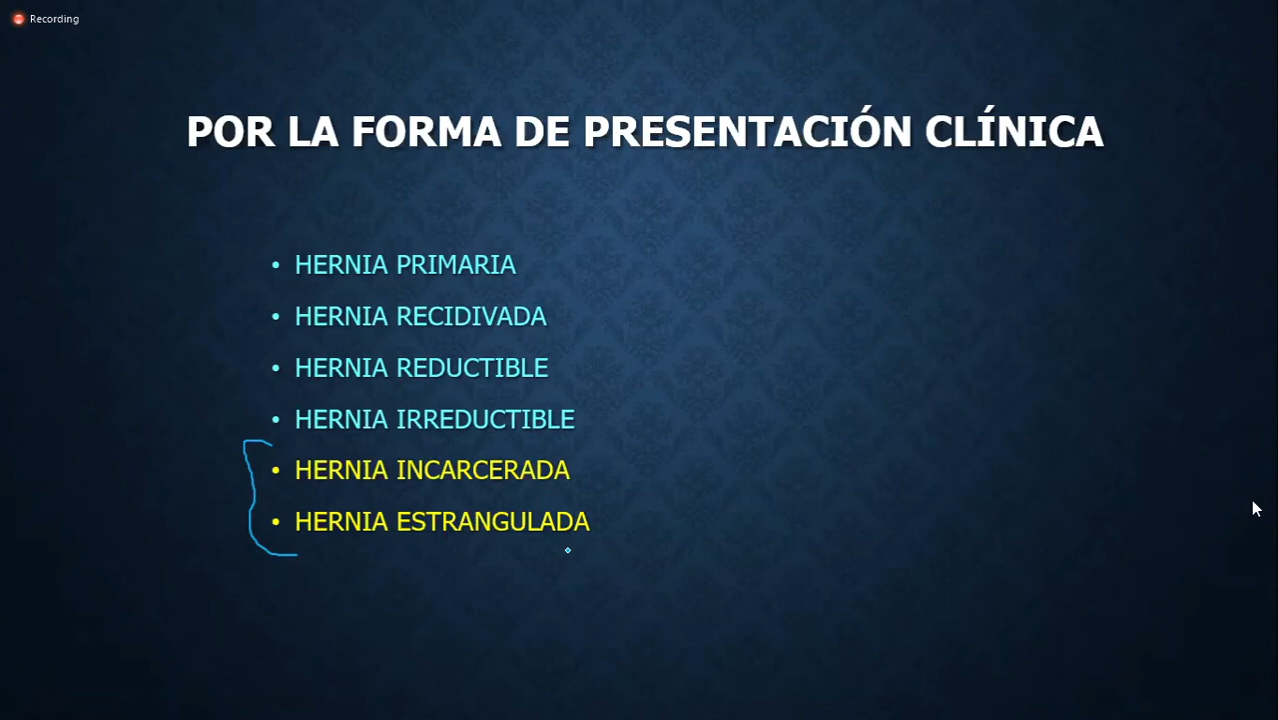 Recording
POR LA FORMA DE PRESENTACIÓN CLÍNICA
• HERNIA PRIMARIA
• HERNIA RECIDIVADA
• HERNIA REDUCTIBLE
• HERNIA IRREDUCTIBLE
• HERNIA INCARCERADA
• HERNIA ESTRANGULADA